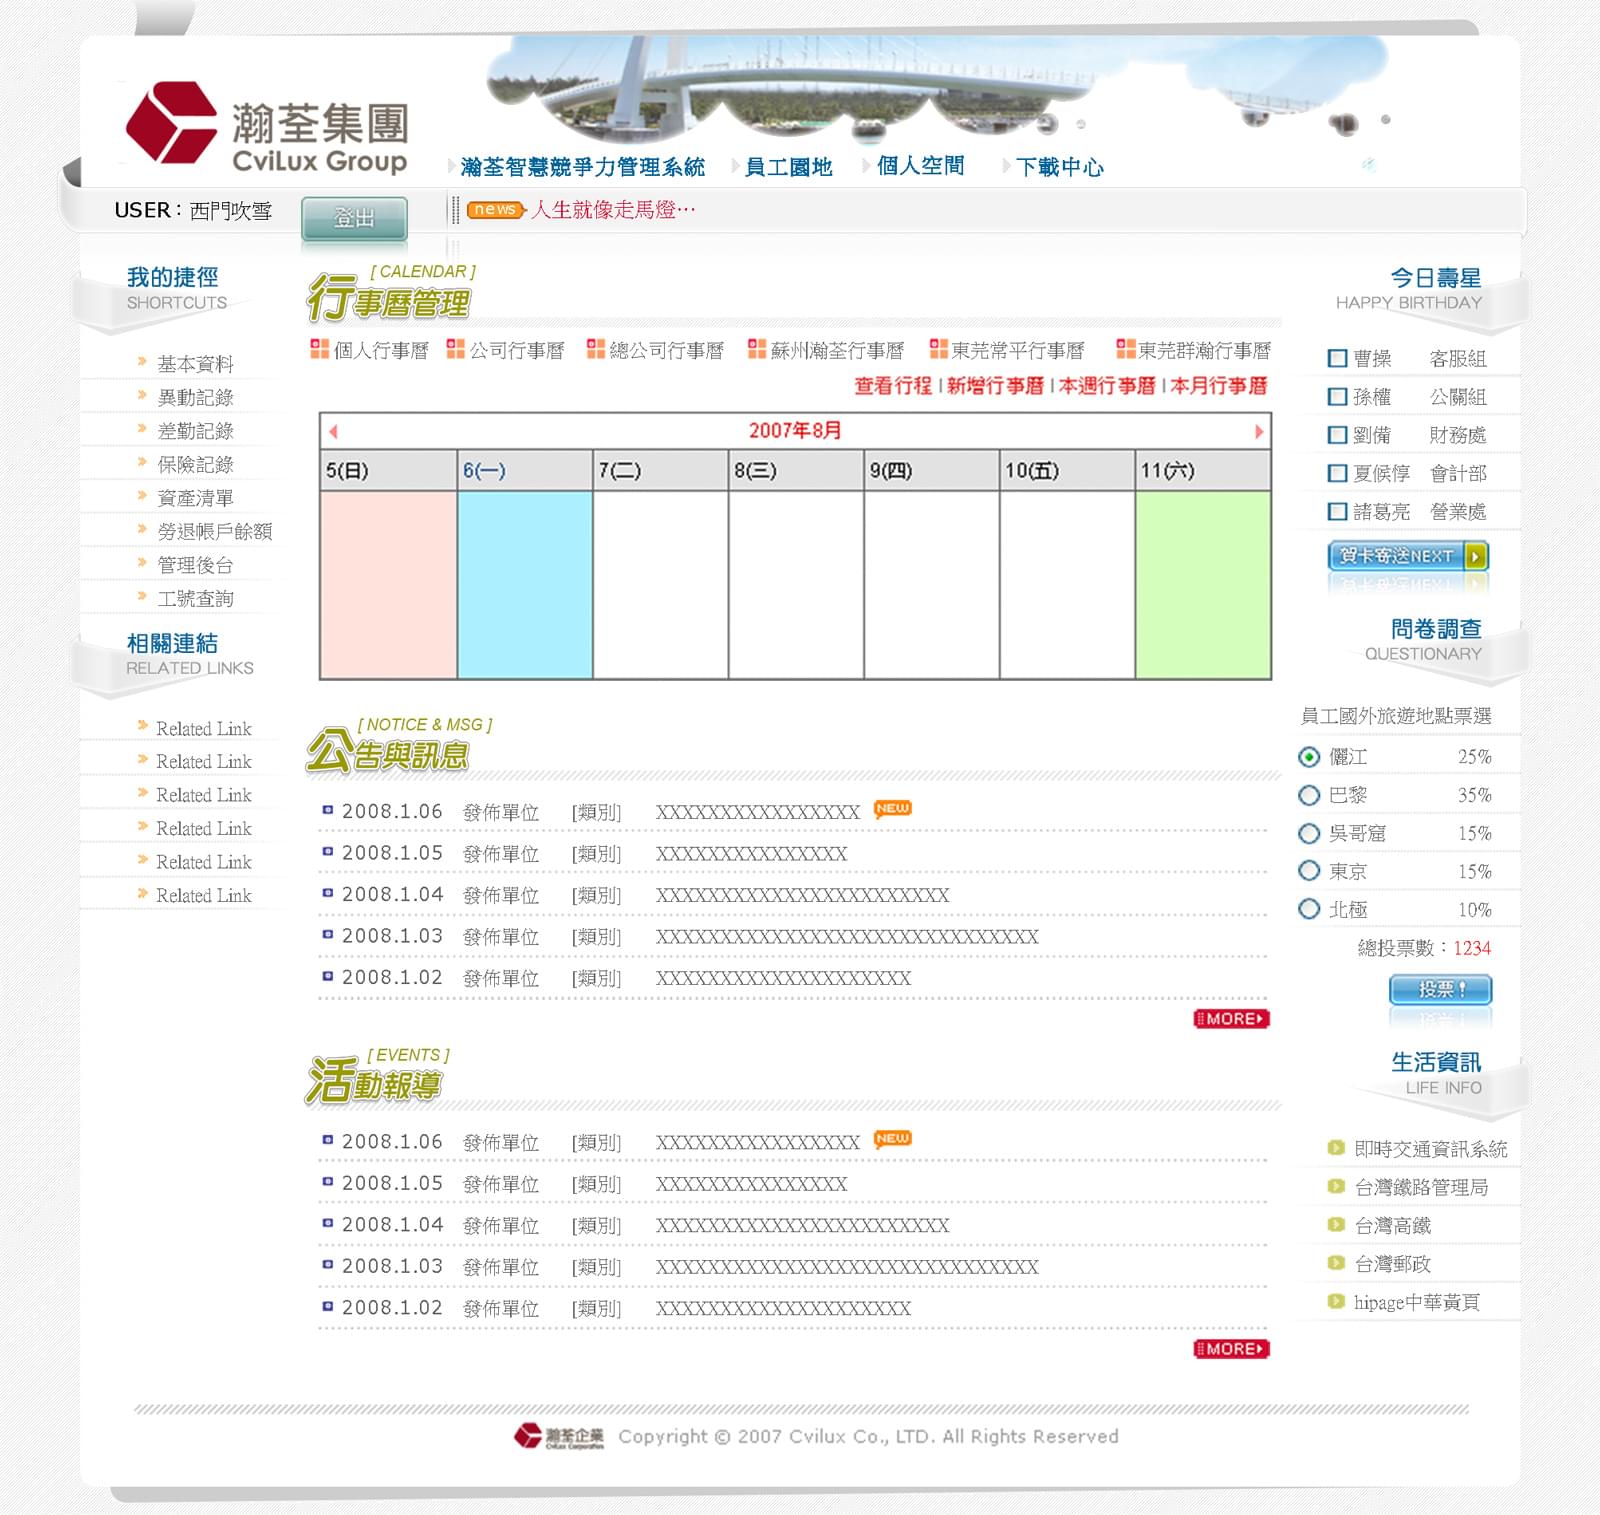 瀚荃集團
CviLux Group
瀚荃智慧競爭力管理系統 員工園地 個人空間 下載中心
USER：西門吹雪 登出 news 人生就像走馬燈…
我的捷徑
SHORTCUTS
基本資料
異動記錄
差勤記錄
保險記錄
資產清單
勞退帳戶餘額
管理後台
工號查詢
相關連結
RELATED LINKS
Related Link
Related Link
Related Link
Related Link
Related Link
Related Link
[ CALENDAR ]
行事曆管理
個人行事曆 公司行事曆 總公司行事曆 蘇州瀚荃行事曆 東莞常平行事曆 東莞群瀚行事曆
查看行程 | 新增行事曆 | 本週行事曆 | 本月行事曆
2007年8月
5(日) 6(一) 7(二) 8(三) 9(四) 10(五) 11(六)
[ NOTICE & MSG ]
公告與訊息
2008.1.06 發佈單位 [類別] XXXXXXXXXXXXXXXX NEW
2008.1.05 發佈單位 [類別] XXXXXXXXXXXXXXX
2008.1.04 發佈單位 [類別] XXXXXXXXXXXXXXXXXXXXXXX
2008.1.03 發佈單位 [類別] XXXXXXXXXXXXXXXXXXXXXXXXXXXXXX
2008.1.02 發佈單位 [類別] XXXXXXXXXXXXXXXXXXXX
MORE
[ EVENTS ]
活動報導
2008.1.06 發佈單位 [類別] XXXXXXXXXXXXXXXX NEW
2008.1.05 發佈單位 [類別] XXXXXXXXXXXXXXX
2008.1.04 發佈單位 [類別] XXXXXXXXXXXXXXXXXXXXXXX
2008.1.03 發佈單位 [類別] XXXXXXXXXXXXXXXXXXXXXXXXXXXXXX
2008.1.02 發佈單位 [類別] XXXXXXXXXXXXXXXXXXXX
MORE
今日壽星
HAPPY BIRTHDAY
曹操 客服組
孫權 公關組
劉備 財務處
夏候惇 會計部
諸葛亮 營業處
賀卡寄送NEXT
問卷調查
QUESTIONARY
員工國外旅遊地點票選
儷江 25%
巴黎 35%
吳哥窟 15%
東京 15%
北極 10%
總投票數：1234
投票！
生活資訊
LIFE INFO
即時交通資訊系統
台灣鐵路管理局
台灣高鐵
台灣郵政
hipage中華黃頁
瀚荃企業
CviLux Corporation
Copyright © 2007 Cvilux Co., LTD. All Rights Reserved